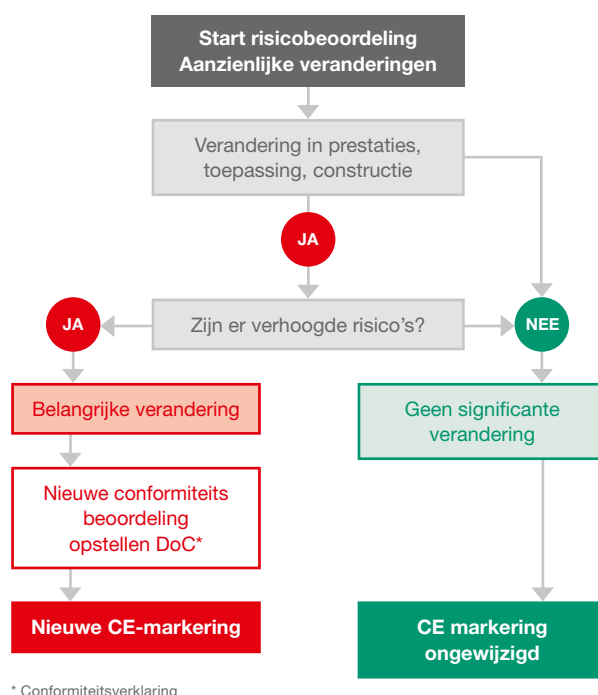 Start risicobeoordeling
Aanzienlijke veranderingen
Verandering in prestaties,
toepassing, constructie
JA
JA
Zijn er verhoogde risico's?
NEE
Belangrijke verandering
Geen significante
verandering
Nieuwe conformiteits
beoordeling
opstellen DoC*
Nieuwe CE-markering
CE markering
ongewijzigd
* Conformiteitsverklaring